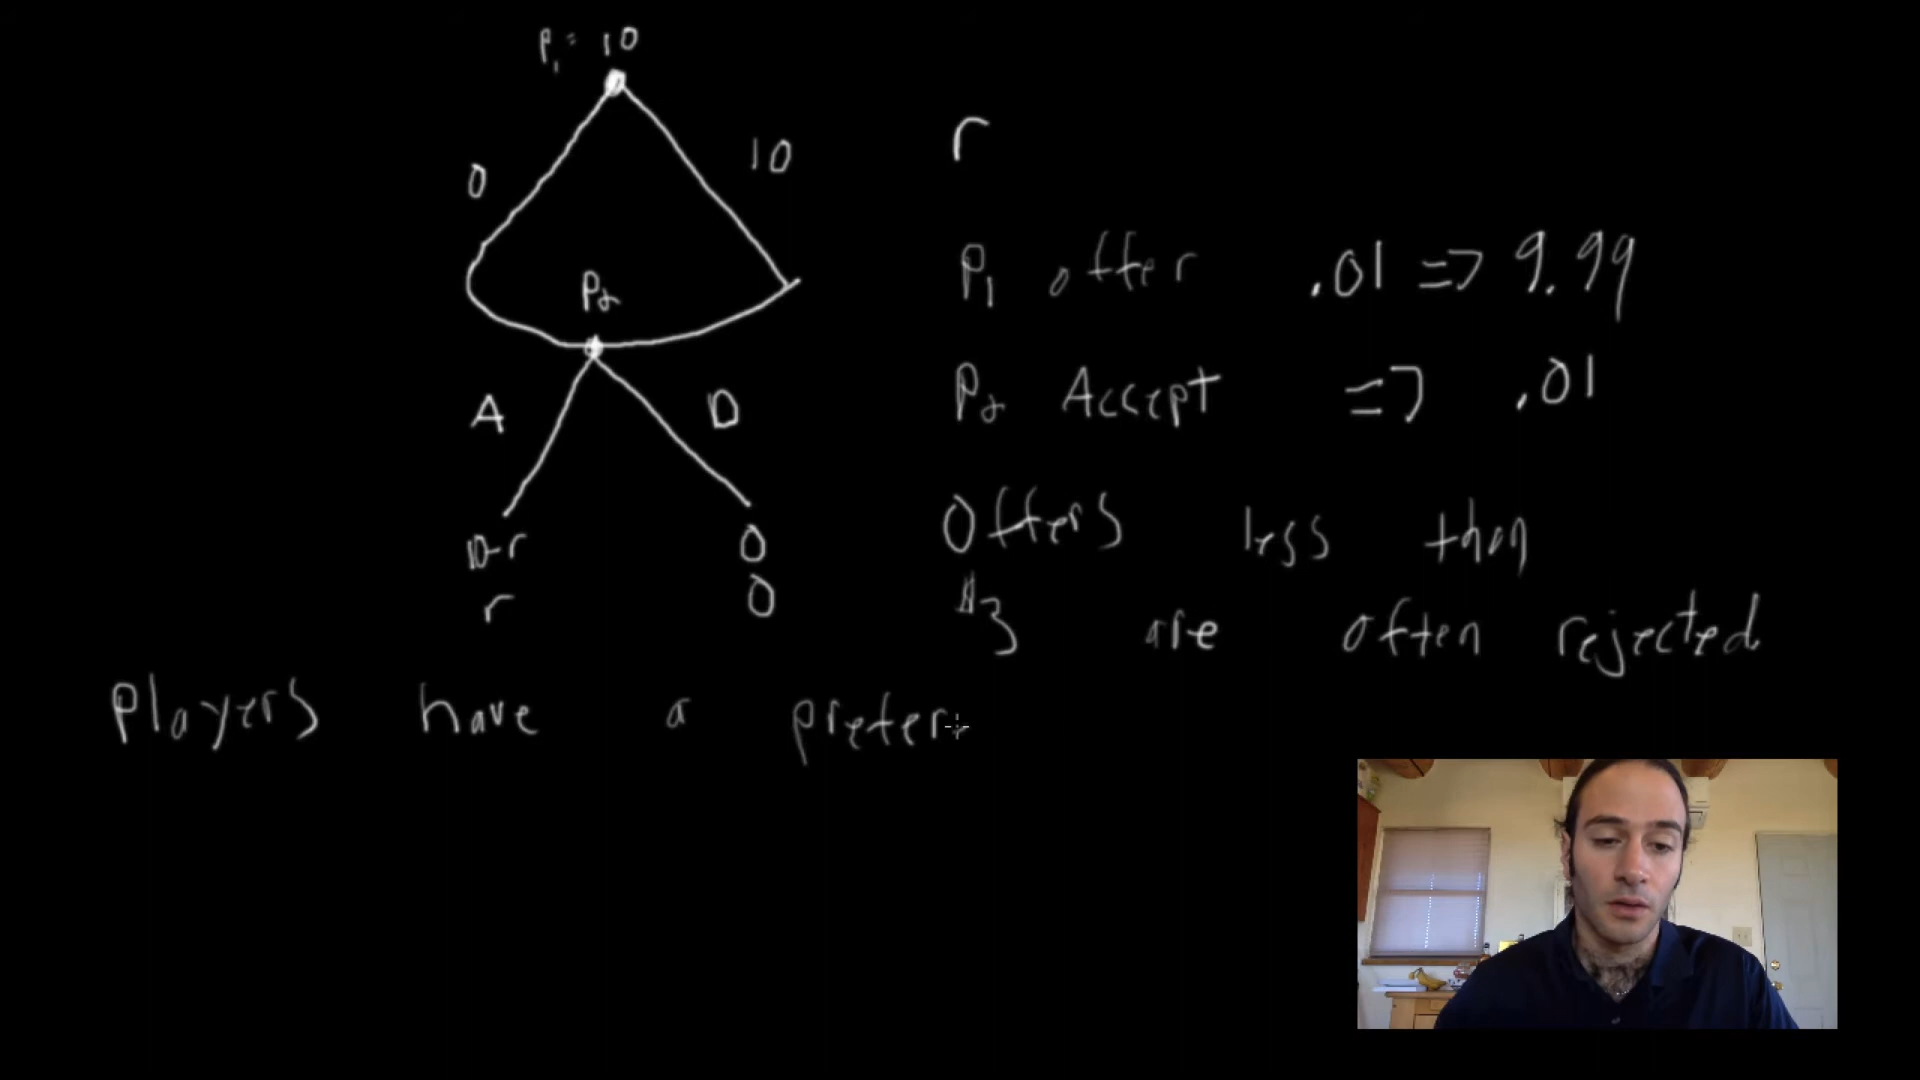 P₁ = 10
0
10
r
P₂
P₁ offer .01 => 9.99
A
D
P₂ Accept => .01
10-r
0
r
0
Offers less than
$3 are often rejected
Players have a prefer